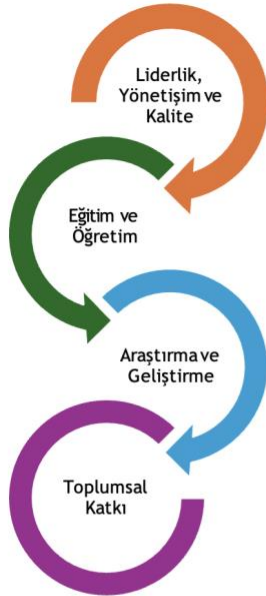 Liderlik,
Yönetişim ve
Kalite
Eğitim ve
Öğretim
Araştırma ve
Geliştirme
Toplumsal
Katkı